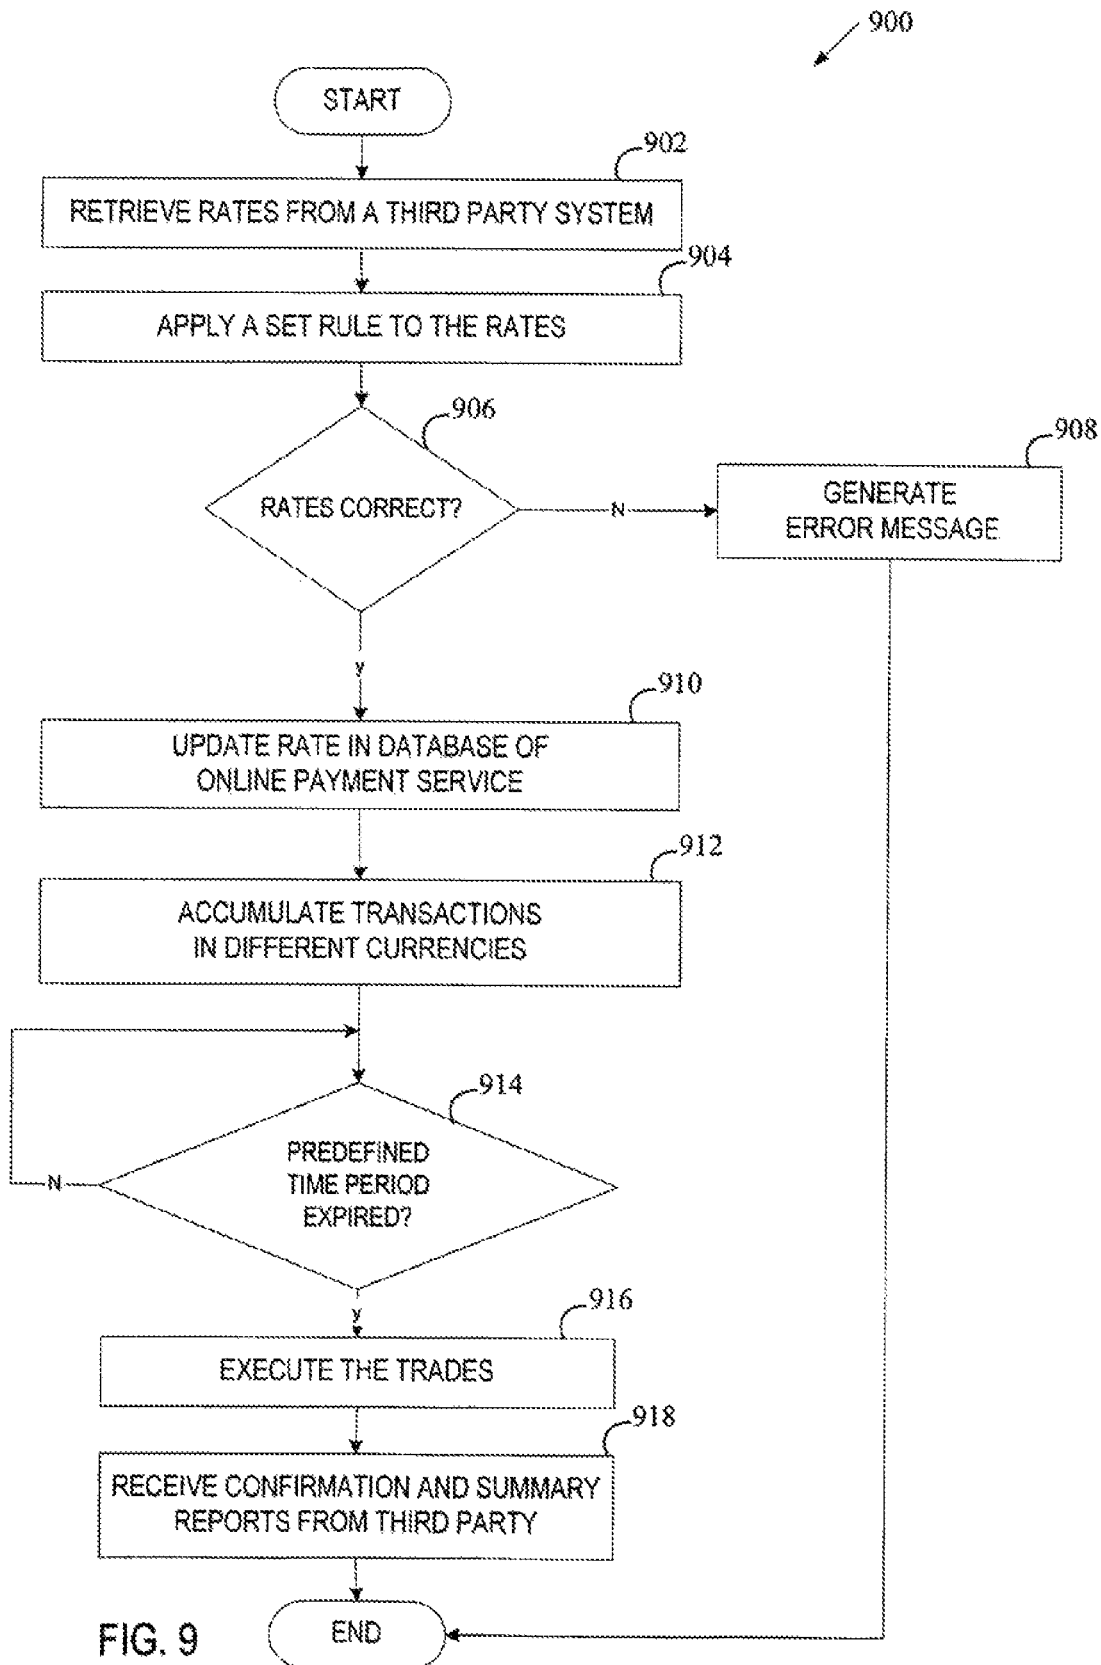 900
START
902
RETRIEVE RATES FROM A THIRD PARTY SYSTEM
904
APPLY A SET RULE TO THE RATES
906
RATES CORRECT?
N
908
GENERATE
ERROR MESSAGE
Y
910
UPDATE RATE IN DATABASE OF
ONLINE PAYMENT SERVICE
912
ACCUMULATE TRANSACTIONS
IN DIFFERENT CURRENCIES
914
PREDEFINED
TIME PERIOD
EXPIRED?
N
Y
916
EXECUTE THE TRADES
918
RECEIVE CONFIRMATION AND SUMMARY
REPORTS FROM THIRD PARTY
END
FIG. 9